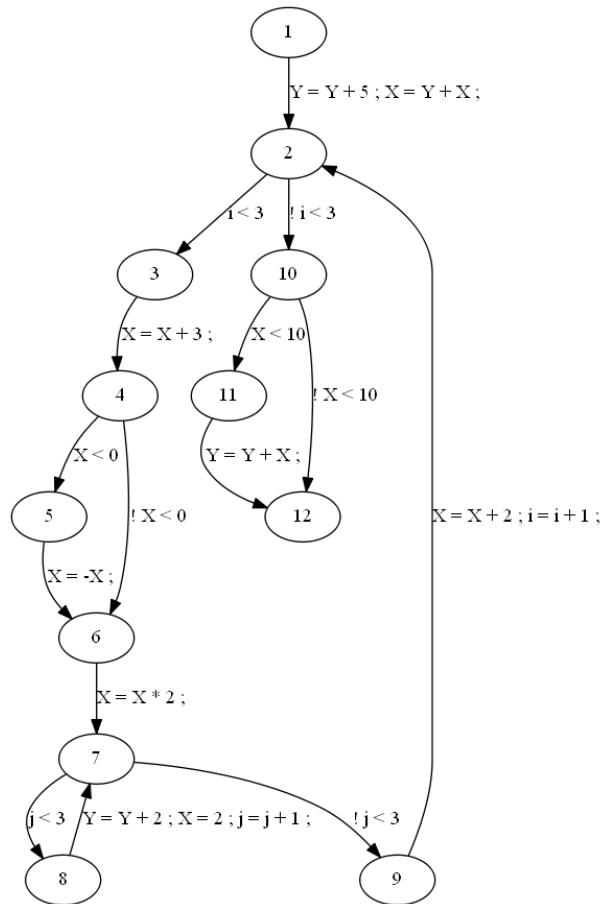 1
Y = Y + 5 ; X = Y + X ;
2
i < 3
! i < 3
3
10
X = X + 3 ;
X < 10
4
11
! X < 10
X < 0
Y = Y + X ;
5
! X < 0
12
X = X + 2 ; i = i + 1 ;
X = -X ;
6
X = X * 2 ;
7
j < 3
Y = Y + 2 ; X = 2 ; j = j + 1 ;
! j < 3
8
9